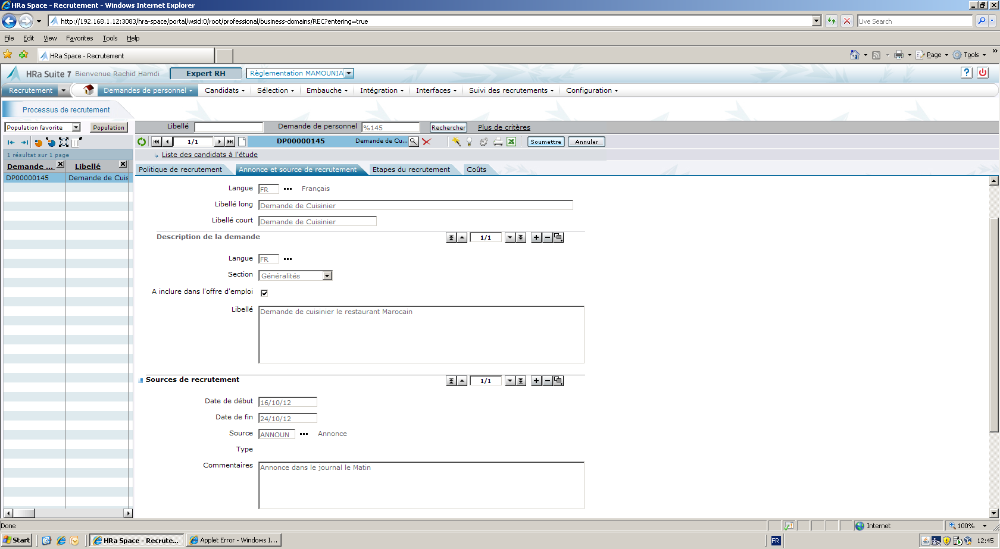 HRa Space - Recrutement - Windows Internet Explorer
http://192.168.1.12:3083/hra-space/portal/wsid:0/root/professional/business-domains/REC?entering=true
Live Search
File Edit View Favorites Tools Help
HRa Space - Recrutement
Page Tools »
HRa Suite 7 Bienvenue Rachid Hamdi Expert RH Règlementation MAMOUNIA ?
Recrutement Demandes de personnel Candidats Sélection Embauche Intégration Interfaces Suivi des recrutements Configuration
Processus de recrutement
Population favorite Population
Libellé Demande de personnel %145 Rechercher Plus de critères
1/1 DP00000145 Demande de Cu... Soumettre Annuler
1 résultat sur 1 page
Liste des candidats à l'étude
Demande ... Libellé
DP00000145 Demande de Cuis
Politique de recrutement Annonce et source de recrutement Etapes du recrutement Coûts
Langue FR Français
Libellé long Demande de Cuisinier
Libellé court Demande de Cuisinier
Description de la demande 1/1
Langue FR
Section Généralités
A inclure dans l'offre d'emploi
Libellé Demande de cuisinier le restaurant Marocain
Sources de recrutement 1/1
Date de début 16/10/12
Date de fin 24/10/12
Source ANNOUN Annonce
Type
Commentaires Annonce dans le journal le Matin
Done Internet 100%
Start HRa Space - Recrute... Applet Error - Windows I... FR 12:45